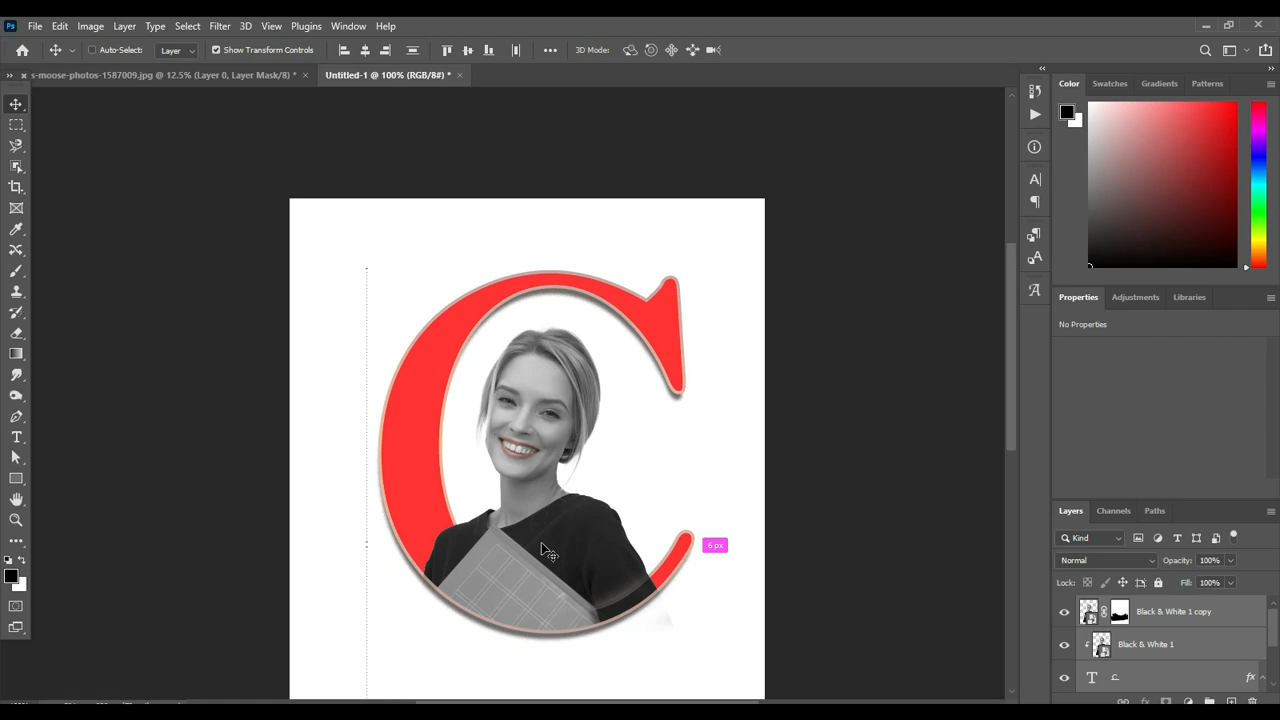 Ps File Edit Image Layer Type Select Filter 3D View Plugins Window Help
Auto-Select: Layer Show Transform Controls 3D Mode:
s-moose-photos-1587009.jpg @ 12.5% (Layer 0, Layer Mask/8) * Untitled-1 @ 100% (RGB/8#) *
Color Swatches Gradients Patterns
Properties Adjustments Libraries
No Properties
C
6 px
Layers Channels Paths
Kind
Normal Opacity: 100%
Lock: Fill: 100%
Black & White 1 copy
Black & White 1
T C fx